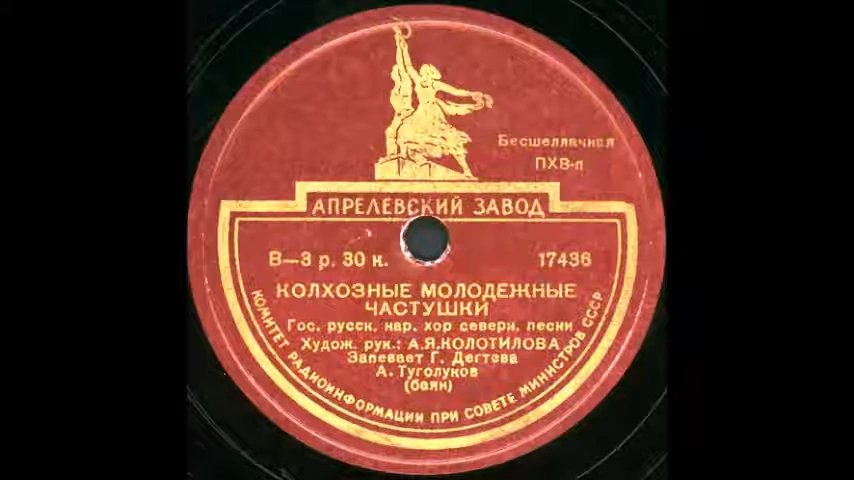 Бесшеллачная
ПХВ-п
АПРЕЛЕВСКИЙ ЗАВОД
В—3 р. 30 к. 17436
КОЛХОЗНЫЕ МОЛОДЕЖНЫЕ
ЧАСТУШКИ
Гос. русск. нар. хор северн. песни
Худож. рук.: А.Я.КОЛОТИЛОВА
Запевает Г. Дегтева
А. Туголуков
(баян)
КОМИТЕТ РАДИОИНФОРМАЦИИ ПРИ СОВЕТЕ МИНИСТРОВ СССР